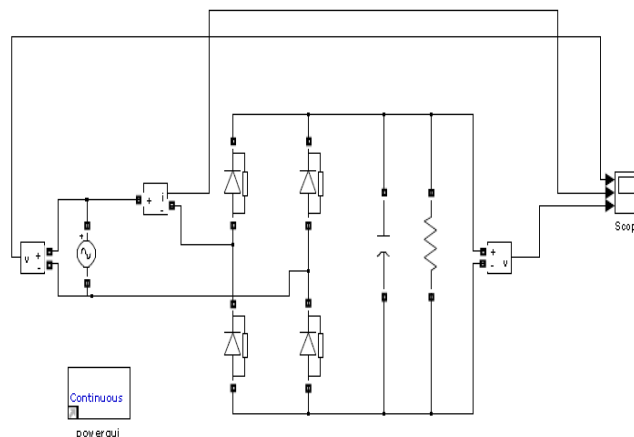 + i
-
+
v +
-
+
- v
Scop
Continuous
powergui